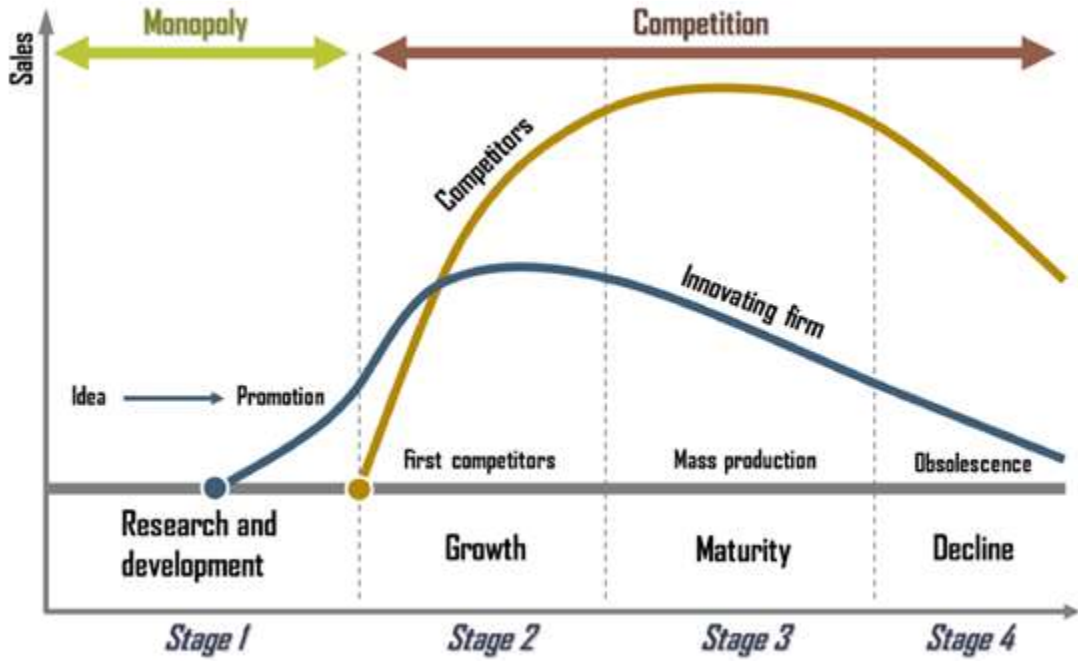 Monopoly
Competition
Sales
Competitors
Innovating firm
Idea
Promotion
First competitors
Mass production
Obsolescence
Research and
development
Growth
Maturity
Decline
Stage 1
Stage 2
Stage 3
Stage 4